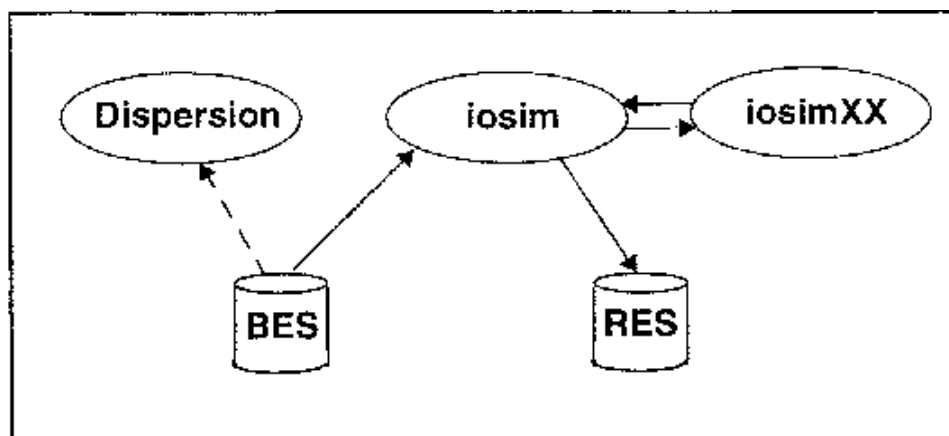 Dispersion
iosim
iosimXX
BES
RES